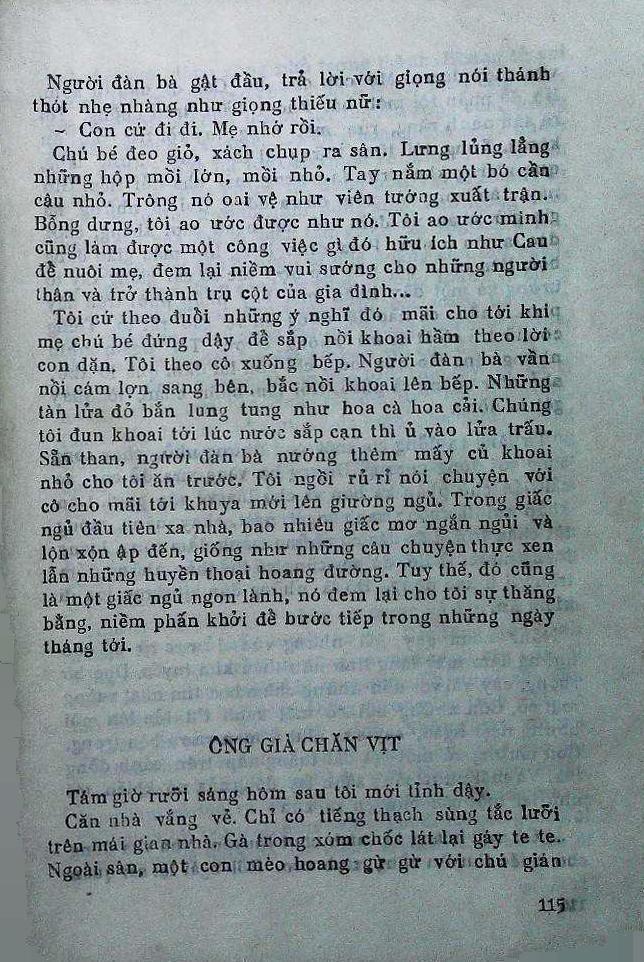 Người đàn bà gật đầu, trả lời với giọng nói thánh
thót nhẹ nhàng như giọng thiếu nữ:
– Con cứ đi đi. Mẹ nhớ rồi.
Chú bé đeo giỏ, xách chụp ra sân. Lưng lủng lẳng
những hộp mồi lớn, mồi nhỏ. Tay nắm một bó cần
câu nhỏ. Trông nó oai vệ như viên tướng xuất trận.
Bỗng dưng, tôi ao ước được như nó. Tôi ao ước mình
cũng làm được một công việc gì đó hữu ích như Cau
để nuôi mẹ, đem lại niềm vui sướng cho những người
thân và trở thành trụ cột của gia đình...
Tôi cứ theo đuổi những ý nghĩ đó mãi cho tới khi
mẹ chú bé đứng dậy để sắp nồi khoai hầm theo lời
con dặn. Tôi theo cô xuống bếp. Người đàn bà vần
nồi cám lợn sang bên, bắc nồi khoai lên bếp. Những
tàn lửa đỏ bắn lung tung như hoa cà hoa cải. Chúng
tôi đun khoai tới lúc nước sắp cạn thì ủ vào lửa trấu.
Sẵn than, người đàn bà nướng thêm mấy củ khoai
nhỏ cho tôi ăn trước. Tôi ngồi rủ rỉ nói chuyện với
cô cho mãi tới khuya mới lên giường ngủ. Trong giấc
ngủ đầu tiên xa nhà, bao nhiêu giấc mơ ngắn ngủi và
lộn xộn ập đến, giống như những câu chuyện thực xen
lẫn những huyền thoại hoang đường. Tuy thế, đó cũng
là một giấc ngủ ngon lành, nó đem lại cho tôi sự thăng
bằng, niềm phấn khởi để bước tiếp trong những ngày
tháng tới.
ÔNG GIÀ CHĂN VỊT
Tám giờ rưỡi sáng hôm sau tôi mới tỉnh dậy.
Căn nhà vắng vẻ. Chỉ có tiếng thạch sùng tắc lưỡi
trên mái gian nhà. Gà trong xóm chốc lát lại gáy te te.
Ngoài sân, một con mèo hoang gừ gừ với chú gián
115